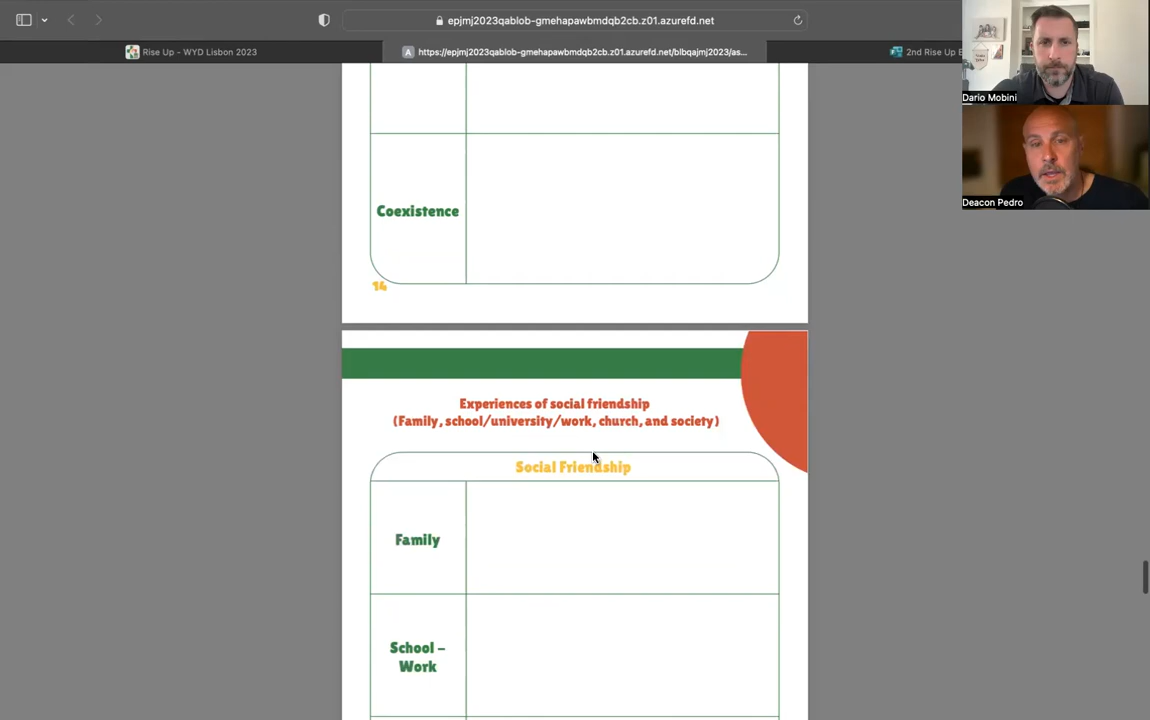 epjmj2023qablob-gmehapawbmdqb2cb.z01.azurefd.net
Rise Up - WYD Lisbon 2023
A
https://epjmj2023qablob-gmehapawbmdqb2cb.z01.azurefd.net/blbqajmj2023/as...
2nd Rise Up E
Dario Mobini
Deacon Pedro
Coexistence
14
Experiences of social friendship
(Family, school/university/work, church, and society)
Social Friendship
Family
School -
Work